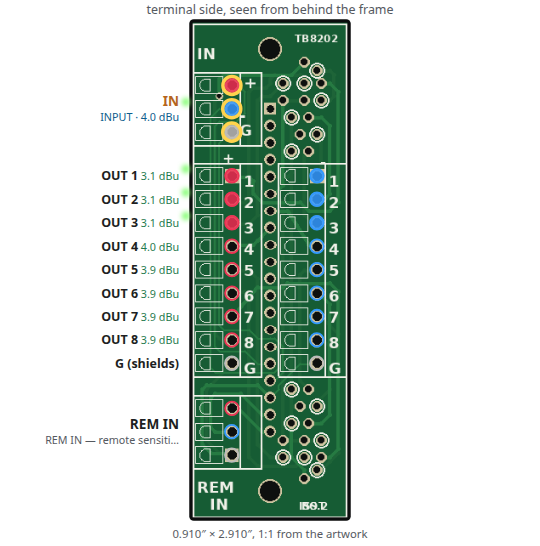 terminal side, seen from behind the frame
TB8202
IN
+
-
G
IN
INPUT · 4.0 dBu
+
-
OUT 1 3.1 dBu 1 1
OUT 2 3.1 dBu 2 2
OUT 3 3.1 dBu 3 3
OUT 4 4.0 dBu 4 4
OUT 5 3.9 dBu 5 5
OUT 6 3.9 dBu 6 6
OUT 7 3.9 dBu 7 7
OUT 8 3.9 dBu 8 8
G (shields) G G
REM IN
REM IN — remote sensiti…
REM
IN
0.910″ × 2.910″, 1:1 from the artwork